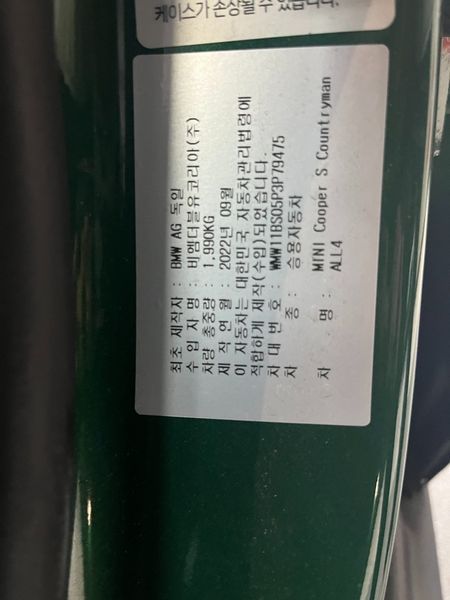 케이스가 손상될 수 있습니다.
최초 제작자 : BMW AG 독일
수 입 자 명 : 비엠더블유코리아(주)
차량 총중량 : 1,990KG
제 작 연 월 : 2022년 09월
이 자동차는 대한민국 자동차관리법령에
적합하게 제작(수입)되었습니다.
차 대 번 호 : WMW11BS05P3P79475
차 종 : 승용자동차
차 명 : MINI Cooper S Countryman
ALL4